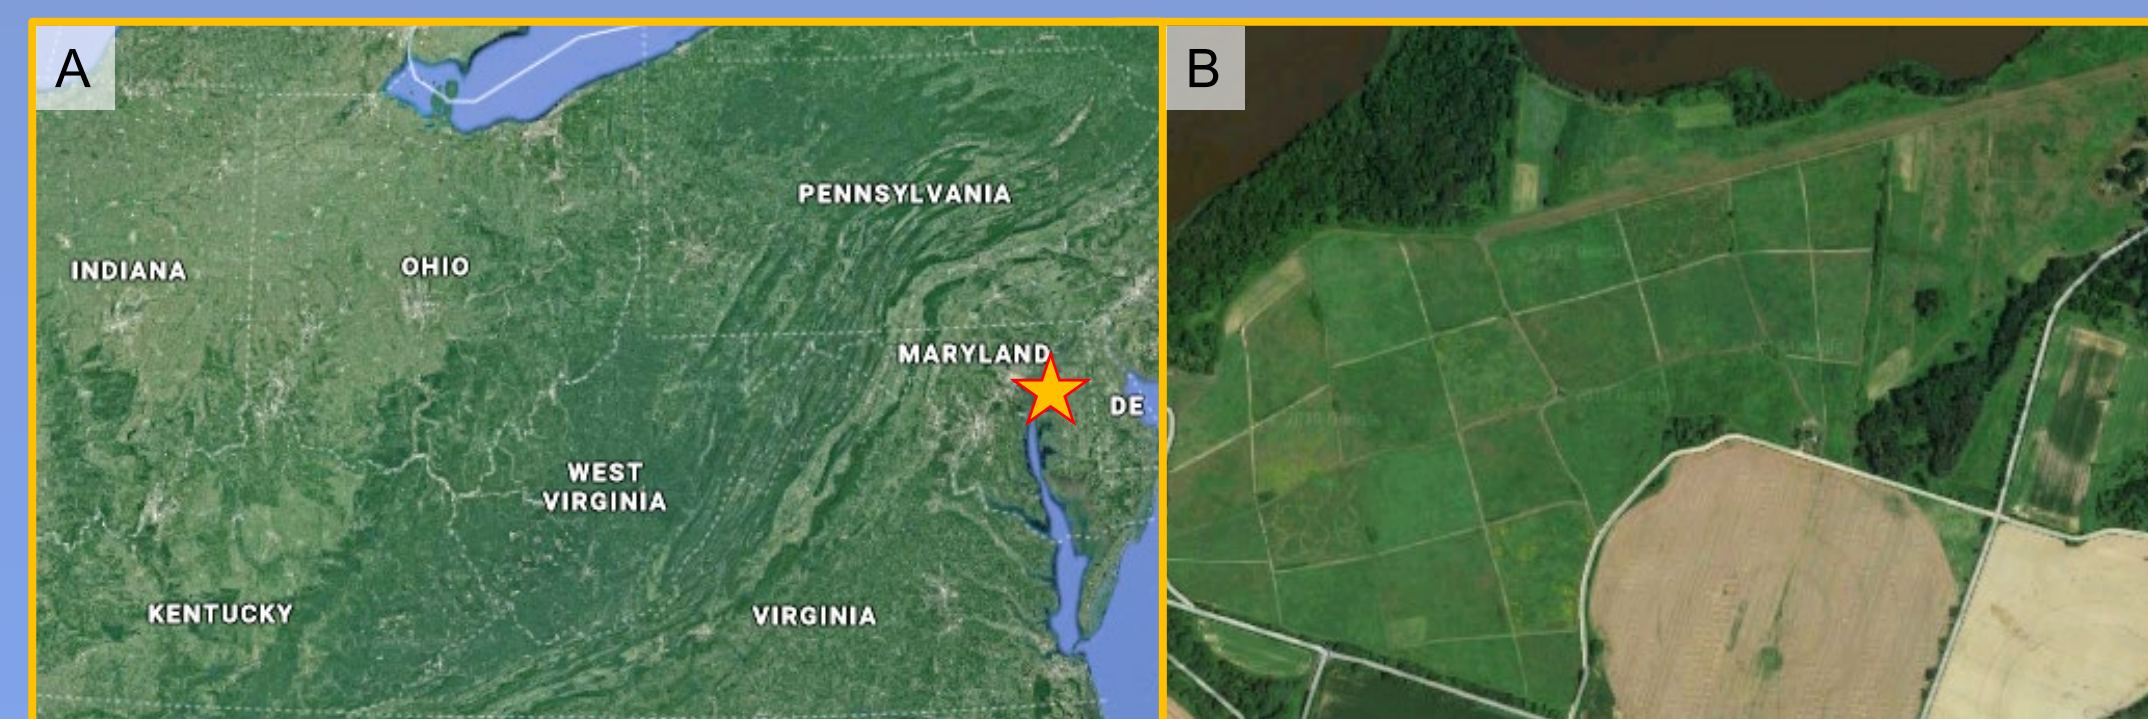 A
B
PENNSYLVANIA
INDIANA
OHIO
MARYLAND
DE
WEST
VIRGINIA
KENTUCKY
VIRGINIA